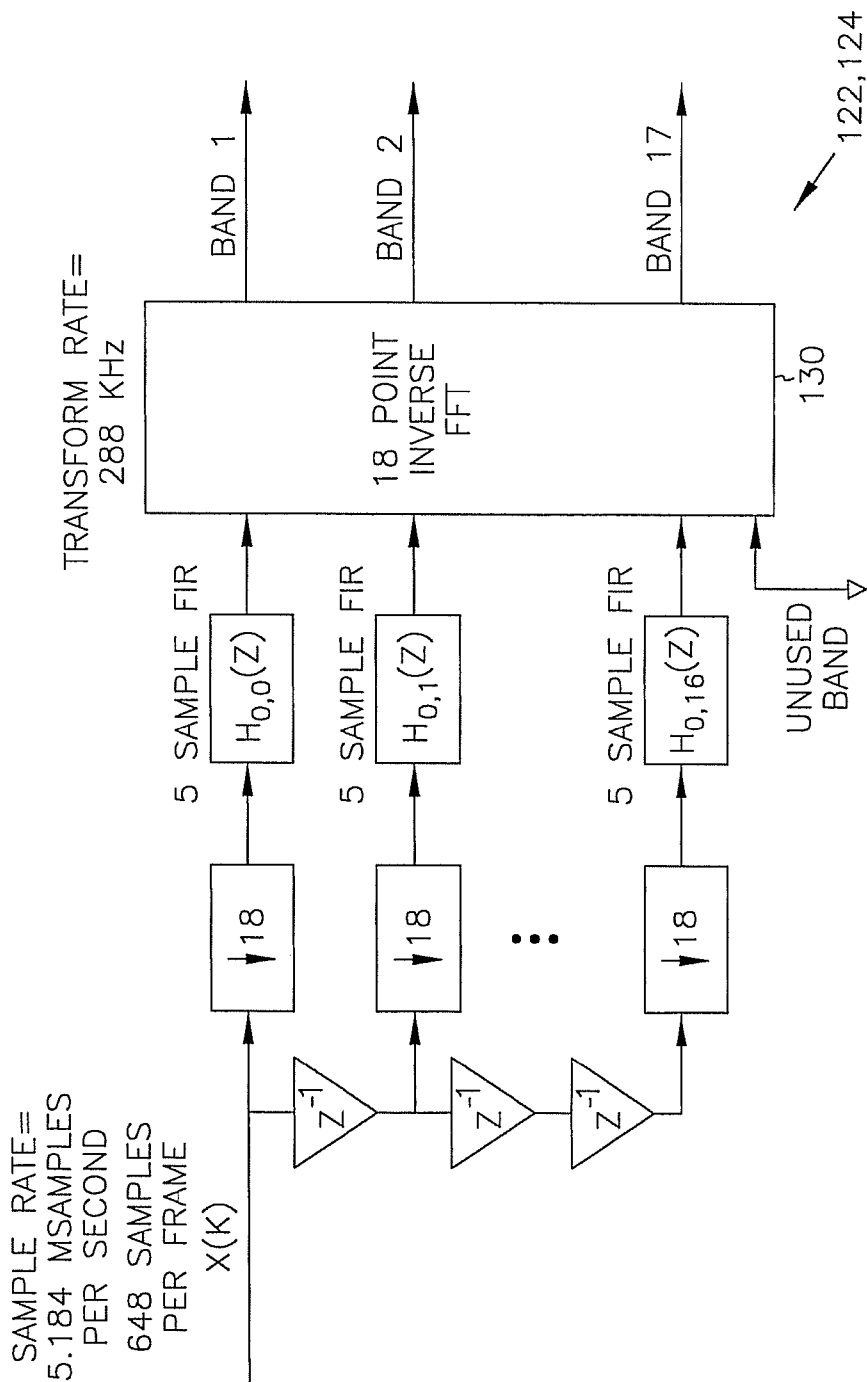 SAMPLE RATE=
5.184 MSAMPLES
PER SECOND
648 SAMPLES
PER FRAME
X(K)
Z-1
Z-1
Z-1
18
18
•••
18
5 SAMPLE FIR
H0,0(Z)
5 SAMPLE FIR
H0,1(Z)
5 SAMPLE FIR
H0,16(Z)
UNUSED
BAND
TRANSFORM RATE=
288 KHz
18 POINT
INVERSE
FFT
130
BAND 1
BAND 2
BAND 17
122,124